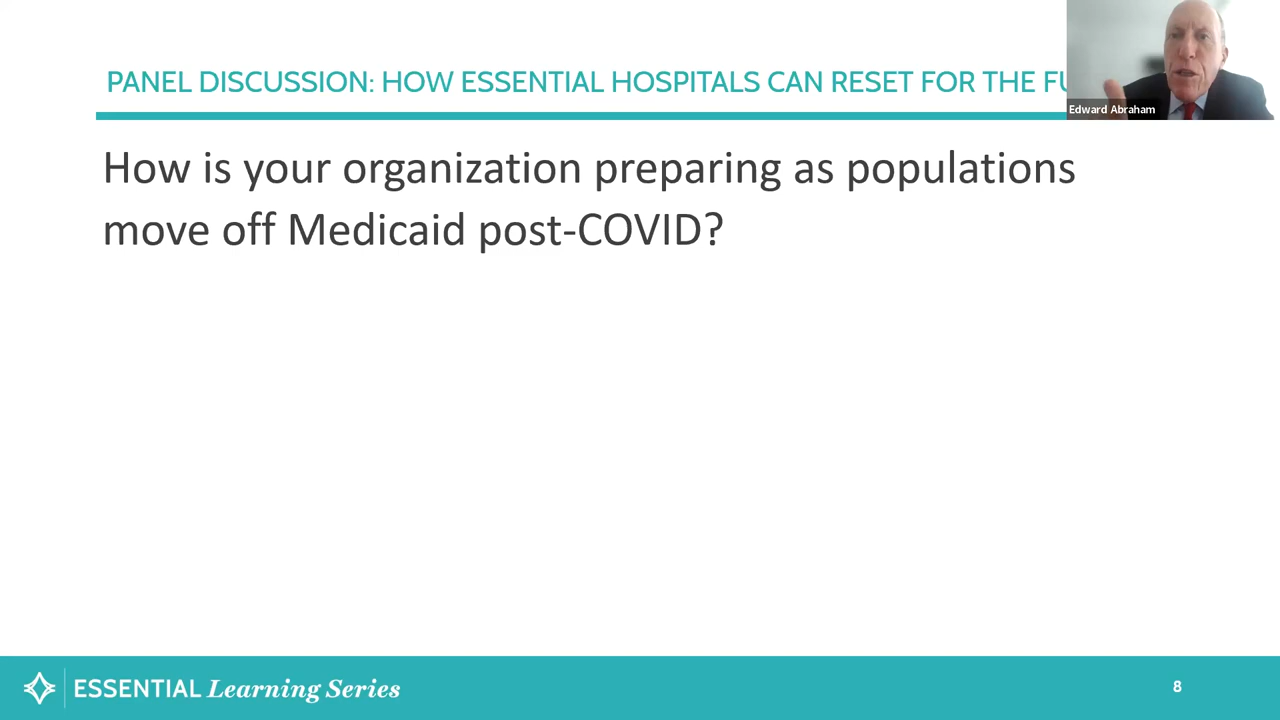 PANEL DISCUSSION: HOW ESSENTIAL HOSPITALS CAN RESET FOR THE FU
Edward Abraham
How is your organization preparing as populations
move off Medicaid post-COVID?
ESSENTIAL Learning Series
8